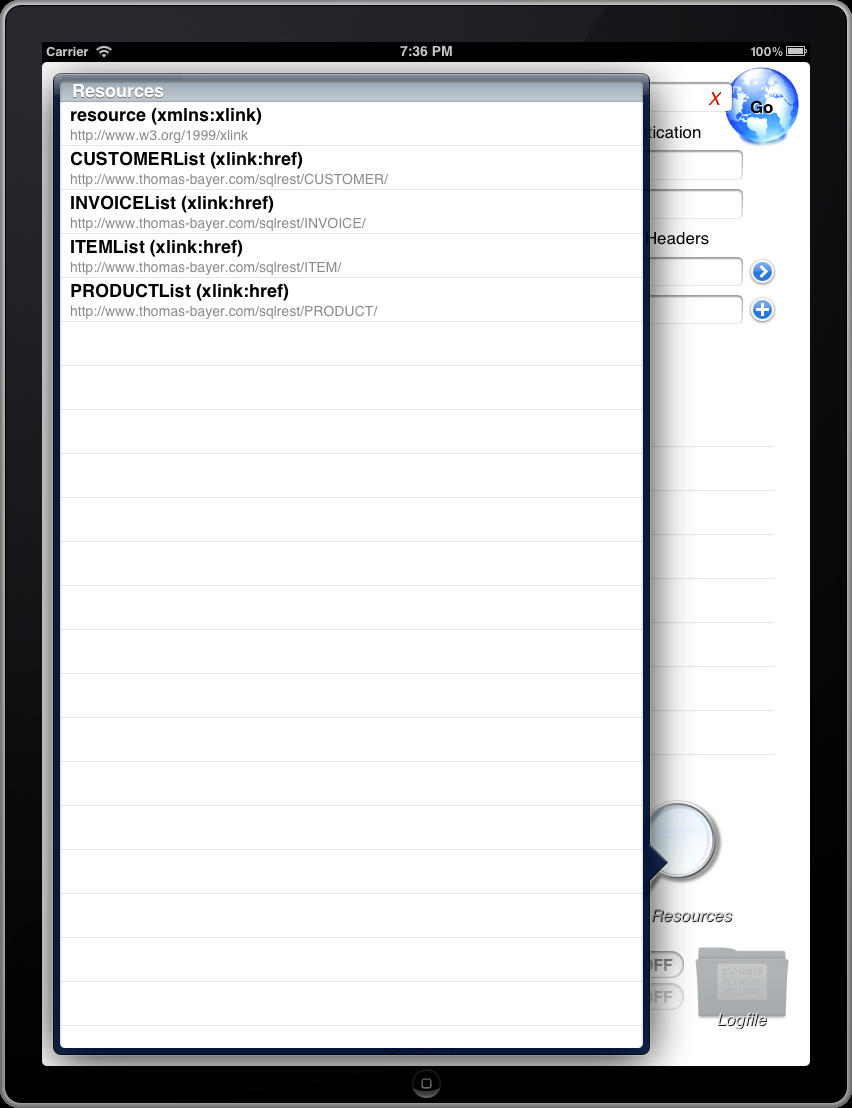 Carrier 7:36 PM 100%
Resources
resource (xmlns:xlink)
http://www.w3.org/1999/xlink
CUSTOMERList (xlink:href)
http://www.thomas-bayer.com/sqlrest/CUSTOMER/
INVOICEList (xlink:href)
http://www.thomas-bayer.com/sqlrest/INVOICE/
ITEMList (xlink:href)
http://www.thomas-bayer.com/sqlrest/ITEM/
PRODUCTList (xlink:href)
http://www.thomas-bayer.com/sqlrest/PRODUCT/
X
Go
tication
Headers
Resources
OFF
OFF
Logfile